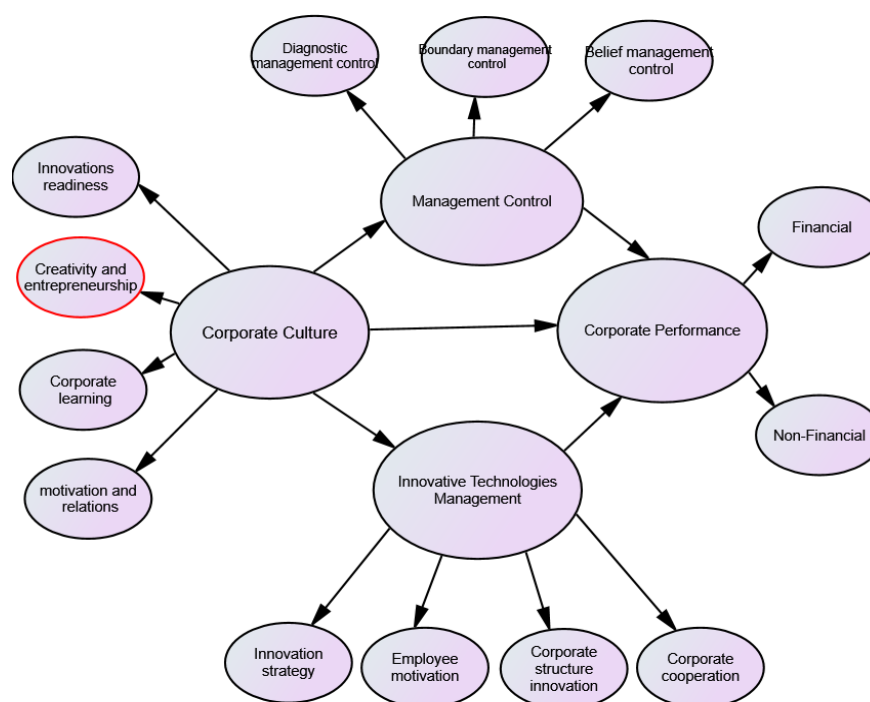 Diagnostic
management control
Boundary management
control
Belief management
control
Innovations
readiness
Management Control
Financial
Creativity and
entrepreneurship
Corporate Culture
Corporate Performance
Corporate
learning
Non-Financial
motivation and
relations
Innovative Technologies
Management
Innovation
strategy
Employee
motivation
Corporate
structure
innovation
Corporate
cooperation